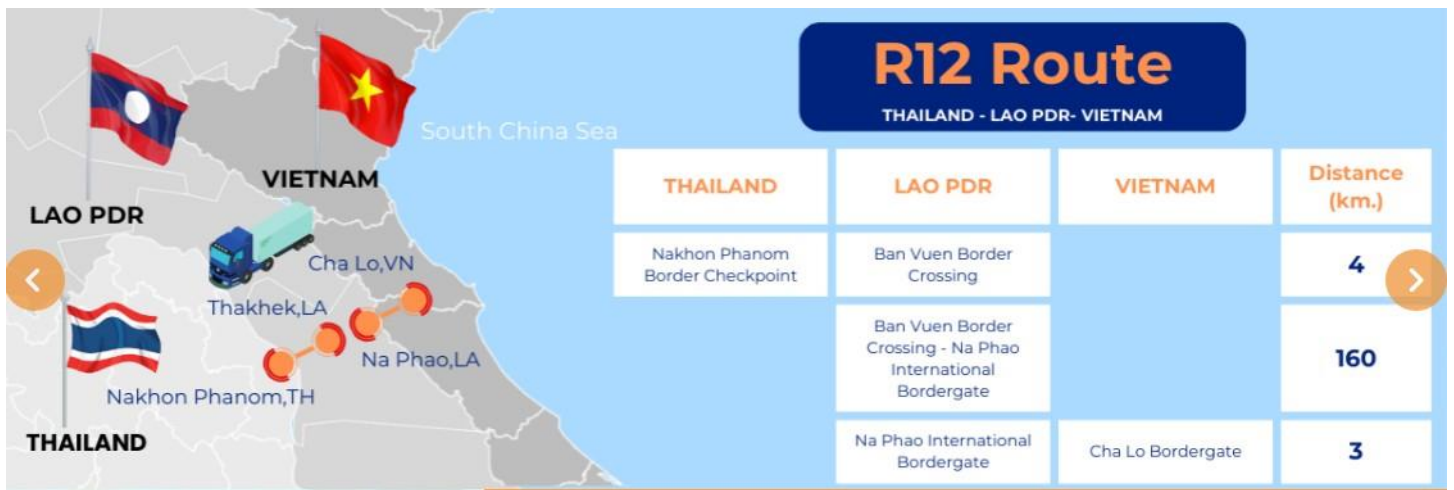 R12 Route
THAILAND - LAO PDR- VIETNAM
South China Sea
VIETNAM
LAO PDR
Cha Lo,VN
Thakhek,LA
Na Phao,LA
Nakhon Phanom,TH
THAILAND
THAILAND
LAO PDR
VIETNAM
Distance
(km.)
Nakhon Phanom
Border Checkpoint
Ban Vuen Border
Crossing
4
Ban Vuen Border
Crossing - Na Phao
International
Bordergate
160
Na Phao International
Bordergate
Cha Lo Bordergate
3